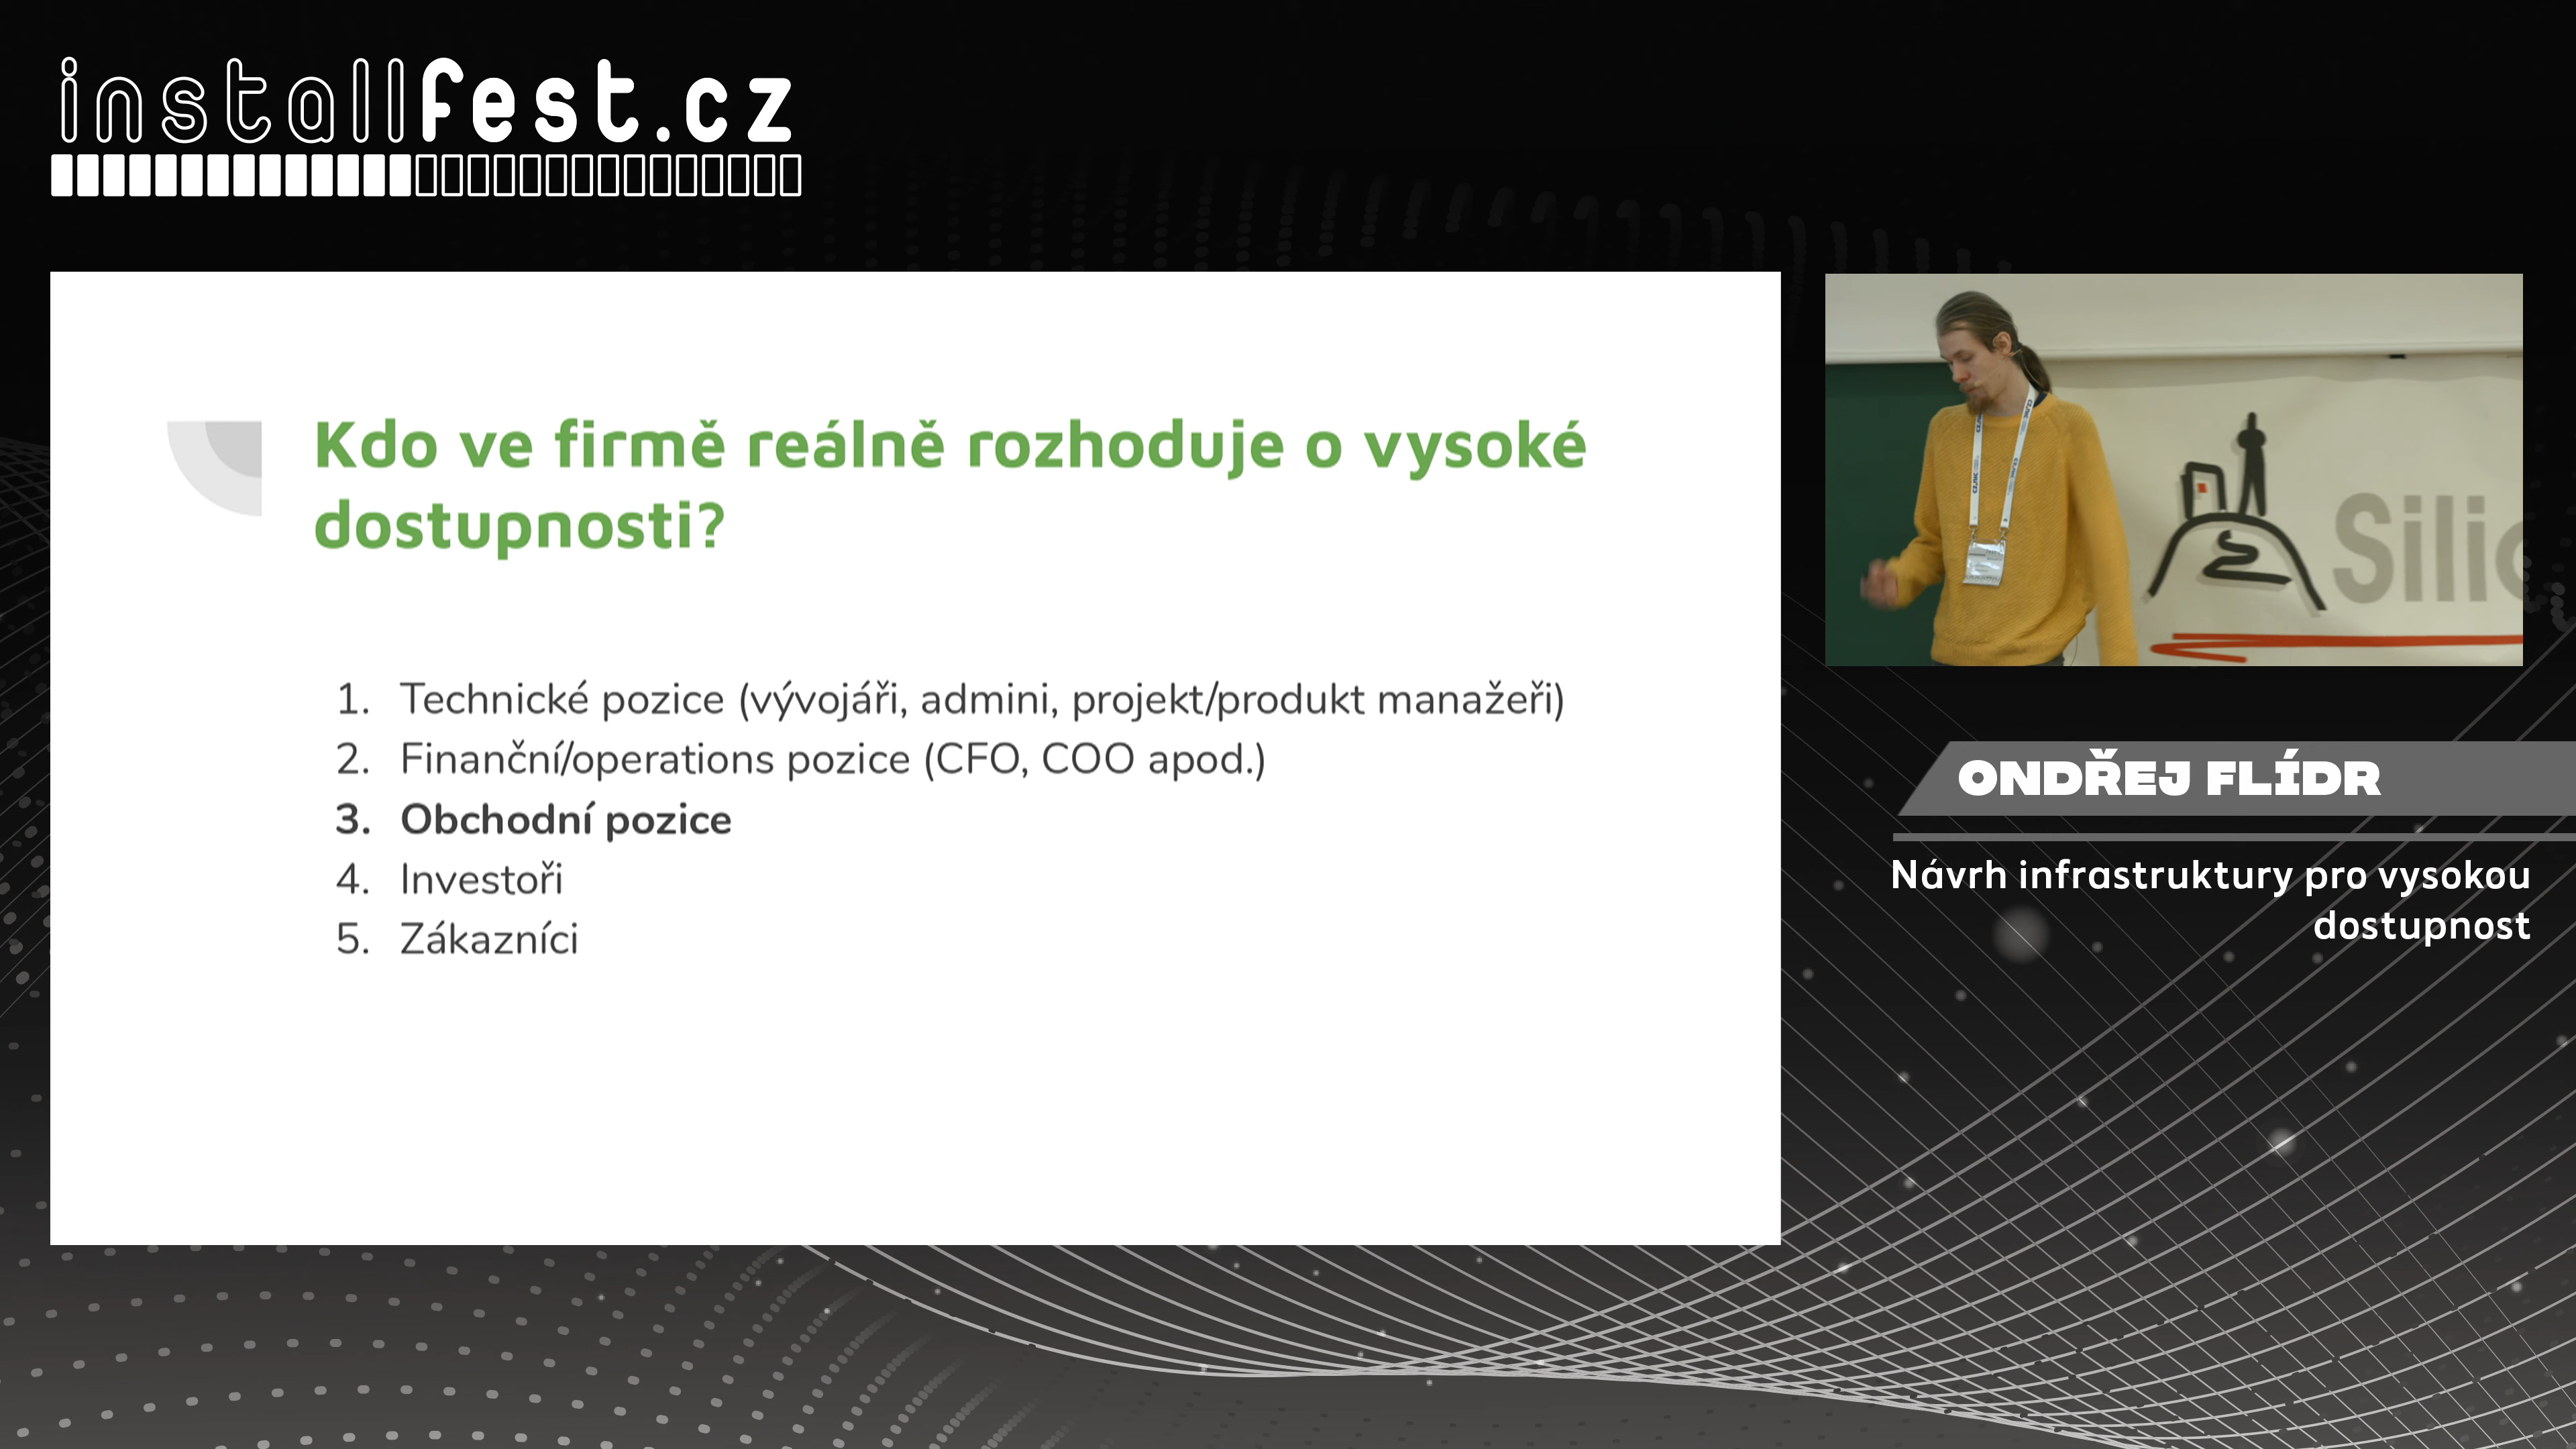 installfest.cz
Kdo ve firmě reálně rozhoduje o vysoké
dostupnosti?
1. Technické pozice (vývojáři, admini, projekt/produkt manažeři)
2. Finanční/operations pozice (CFO, COO apod.)
3. Obchodní pozice
4. Investoři
5. Zákazníci
Silic
ONDŘEJ FLÍDR
Návrh infrastruktury pro vysokou
dostupnost